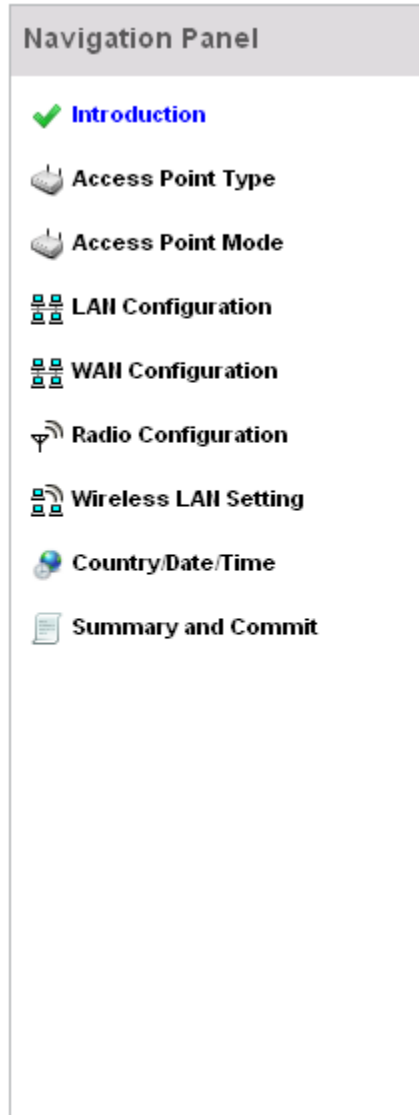 Navigation Panel
Introduction
Access Point Type
Access Point Mode
LAN Configuration
WAN Configuration
Radio Configuration
Wireless LAN Setting
Country/Date/Time
Summary and Commit